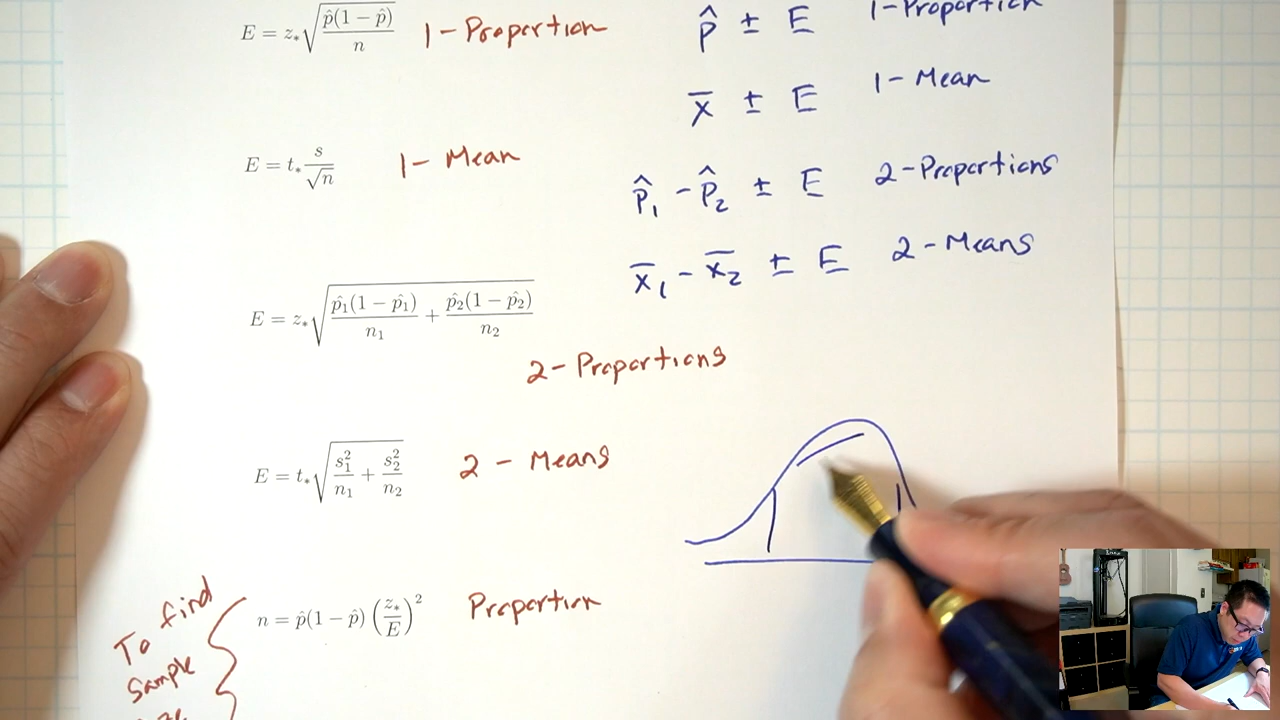 E = z* √(p̂(1 − p̂)/n) 1-Proportion
E = t* s/√n 1- Mean
E = z* √(p̂1(1 − p̂1)/n1 + p̂2(1 − p̂2)/n2)
2-Proportions
E = t* √(s1²/n1 + s2²/n2) 2 - Means
To find
Sample
n = p̂(1 − p̂) (z*/E)² Proportion
p̂ ± E 1-Proportion
x̄ ± E 1-Mean
p̂1 - p̂2 ± E 2-Proportions
x̄1 - x̄2 ± E 2-Means